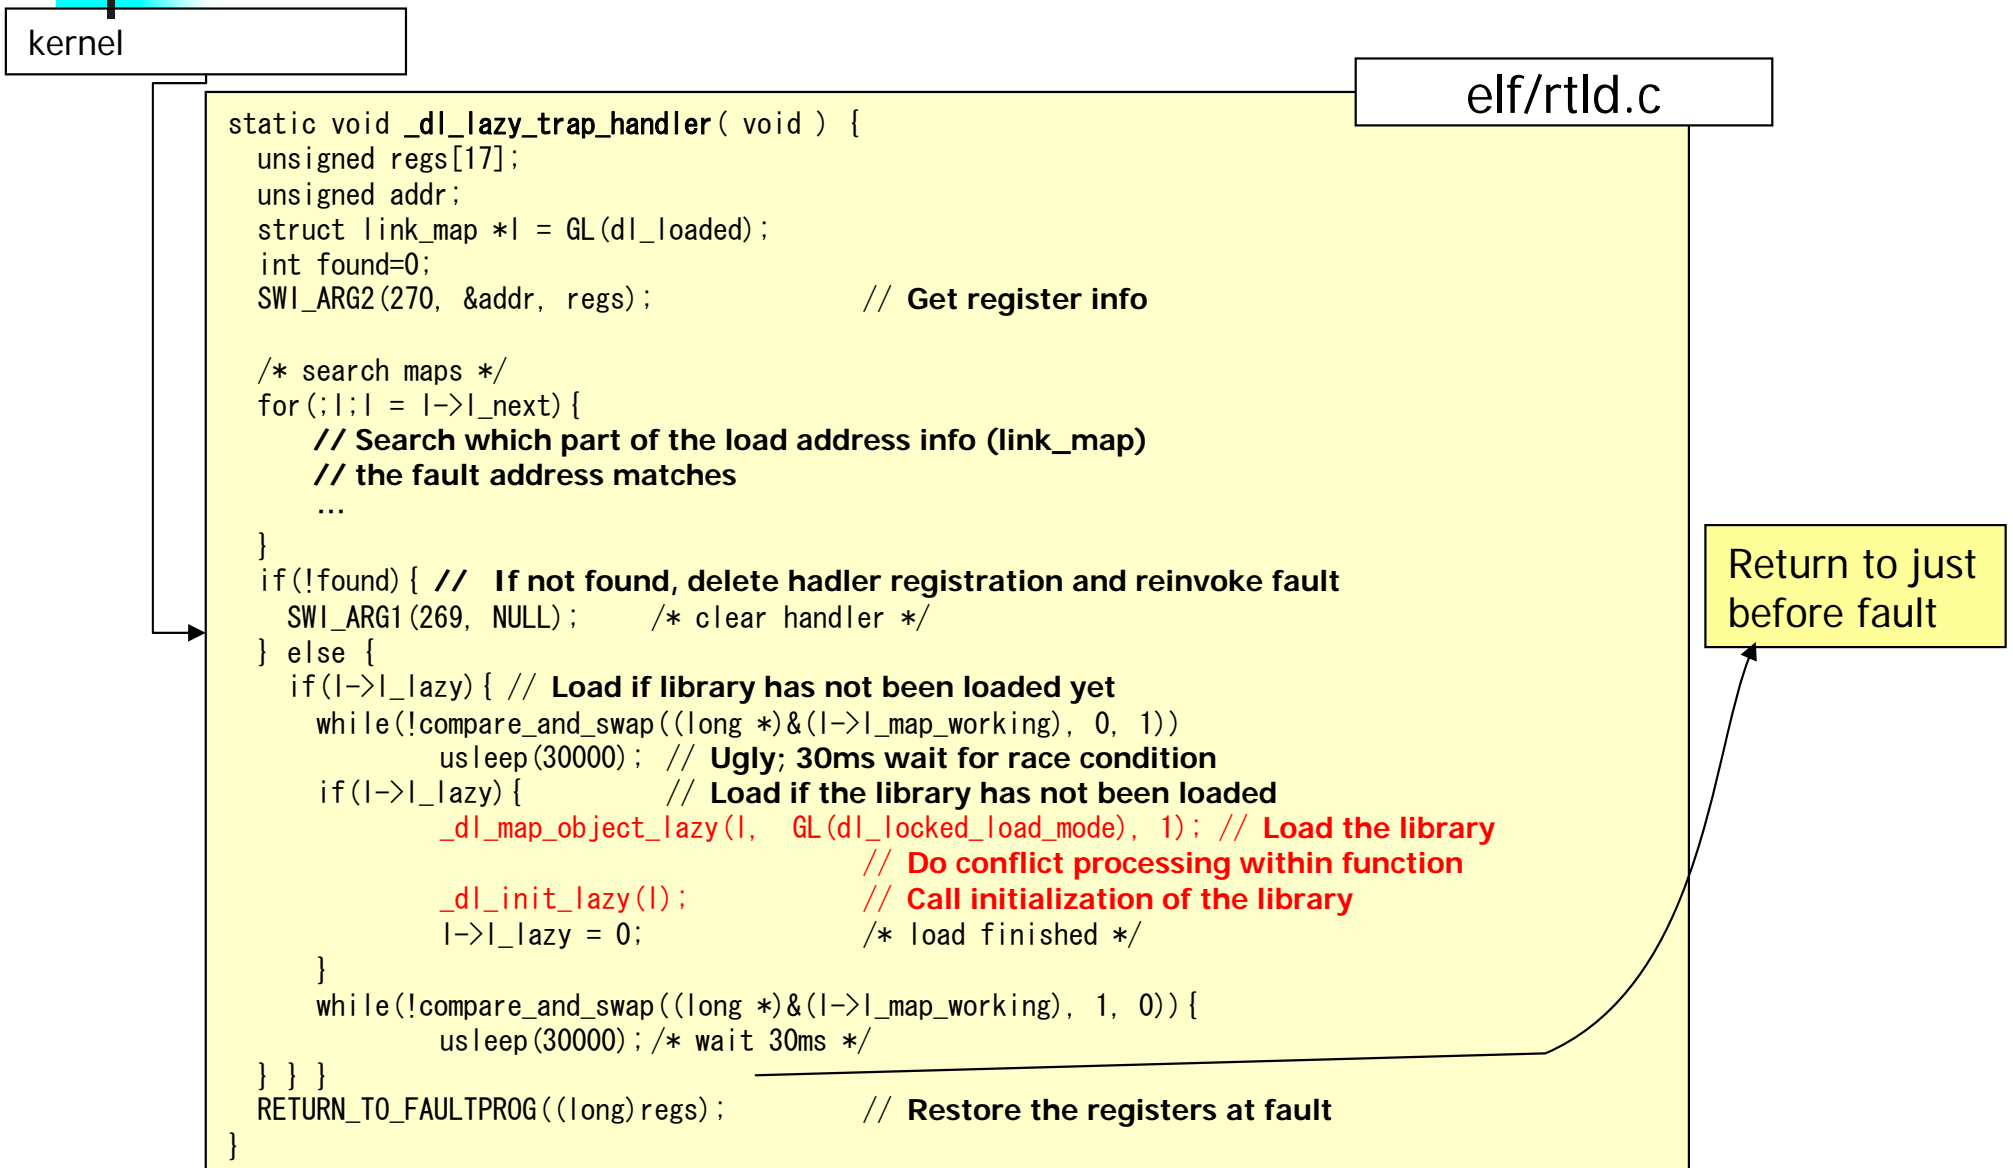 kernel
elf/rtld.c
static void _dl_lazy_trap_handler( void ) {
unsigned regs[17];
unsigned addr;
struct link_map *l = GL(dl_loaded);
int found=0;
SWI_ARG2(270, &addr, regs); // Get register info
/* search maps */
for(;l;l = l->l_next){
// Search which part of the load address info (link_map)
// the fault address matches
…
}
if(!found){ // If not found, delete hadler registration and reinvoke fault
SWI_ARG1(269, NULL); /* clear handler */
} else {
if(l->l_lazy){ // Load if library has not been loaded yet
while(!compare_and_swap((long *)&(l->l_map_working), 0, 1))
usleep(30000); // Ugly; 30ms wait for race condition
if(l->l_lazy){ // Load if the library has not been loaded
_dl_map_object_lazy(l, GL(dl_locked_load_mode), 1); // Load the library
// Do conflict processing within function
_dl_init_lazy(l); // Call initialization of the library
l->l_lazy = 0; /* load finished */
}
while(!compare_and_swap((long *)&(l->l_map_working), 1, 0)){
usleep(30000);/* wait 30ms */
} } }
RETURN_TO_FAULTPROG((long)regs); // Restore the registers at fault
}
Return to just
before fault